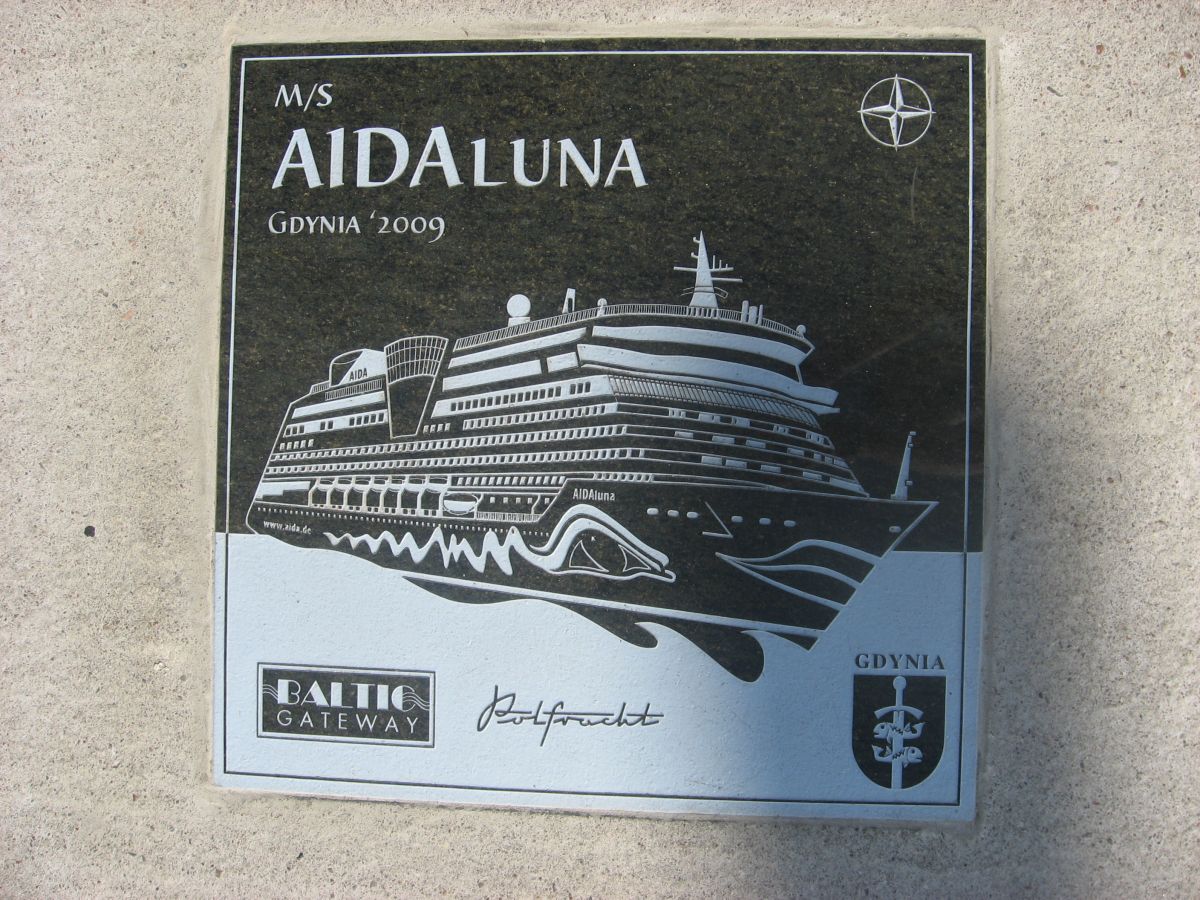 M/S
AIDALUNA
GDYNIA '2009
AIDA
AIDAluna
www.aida.de
BALTIC
GATEWAY
Polfracht
GDYNIA